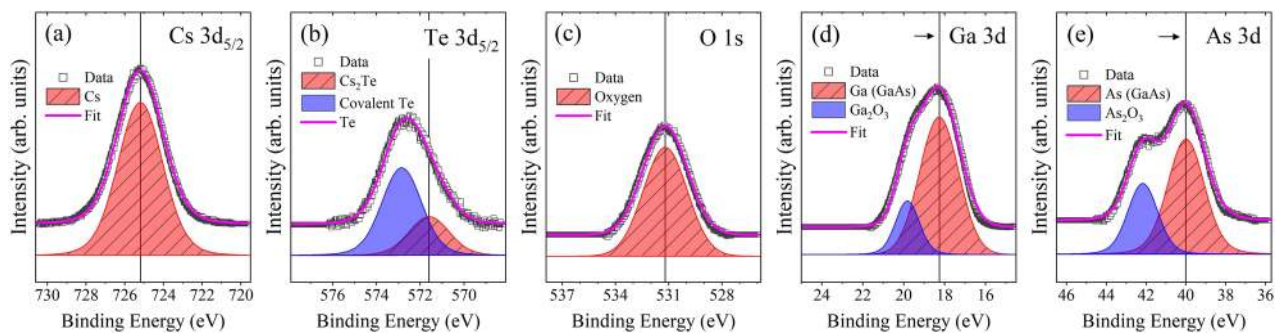 (a) Cs 3d5/2
Data
Cs
Fit
Intensity (arb. units)
730 728 726 724 722 720
Binding Energy (eV)
(b) Te 3d5/2
Data
Cs2Te
Covalent Te
Te
Intensity (arb. units)
576 574 572 570
Binding Energy (eV)
(c) O 1s
Data
Oxygen
Fit
Intensity (arb. units)
537 534 531 528
Binding Energy (eV)
(d) → Ga 3d
Data
Ga (GaAs)
Ga2O3
Fit
Intensity (arb. units)
25 24 22 20 18 16
Binding Energy (eV)
(e) → As 3d
Data
As (GaAs)
As2O3
Fit
Intensity (arb. units)
46 44 42 40 38 36
Binding Energy (eV)